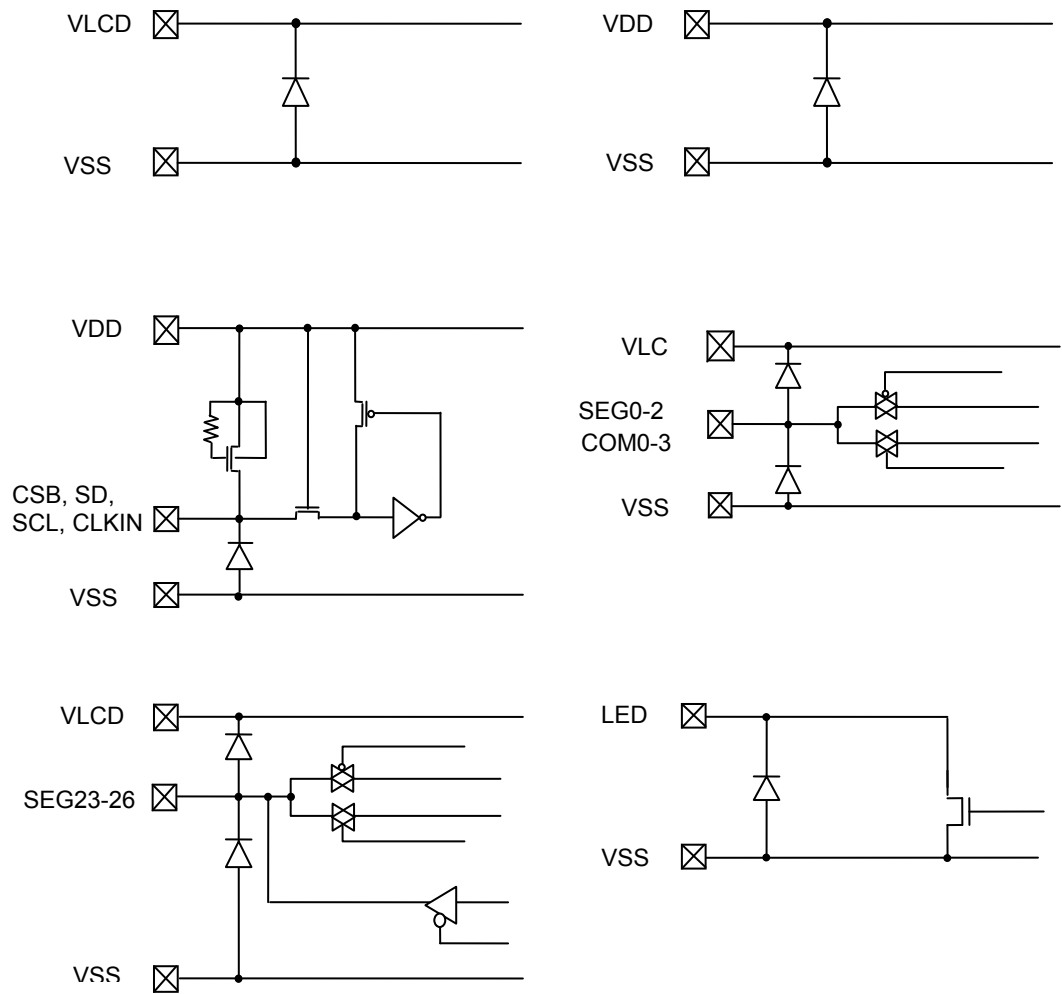 VLCD
VSS
VDD
VSS
VDD
CSB, SD,
SCL, CLKIN
VSS
VLC
SEG0-2
COM0-3
VSS
VLCD
SEG23-26
VSS
LED
VSS